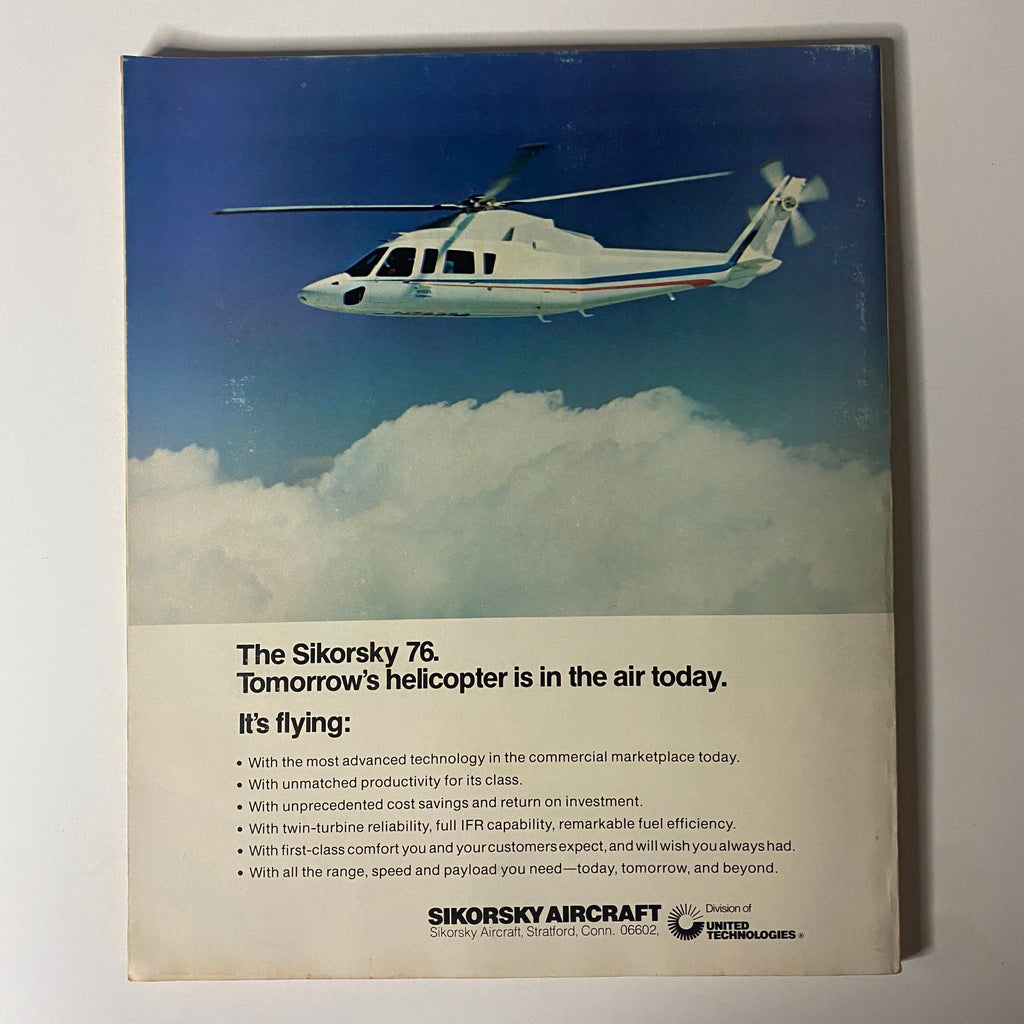 The Sikorsky 76.
Tomorrow's helicopter is in the air today.
It's flying:
• With the most advanced technology in the commercial marketplace today.
• With unmatched productivity for its class.
• With unprecedented cost savings and return on investment.
• With twin-turbine reliability, full IFR capability, remarkable fuel efficiency.
• With first-class comfort you and your customers expect, and will wish you always had.
• With all the range, speed and payload you need—today, tomorrow, and beyond.
SIKORSKY AIRCRAFT
Sikorsky Aircraft, Stratford, Conn. 06602,
Division of
UNITED
TECHNOLOGIES®